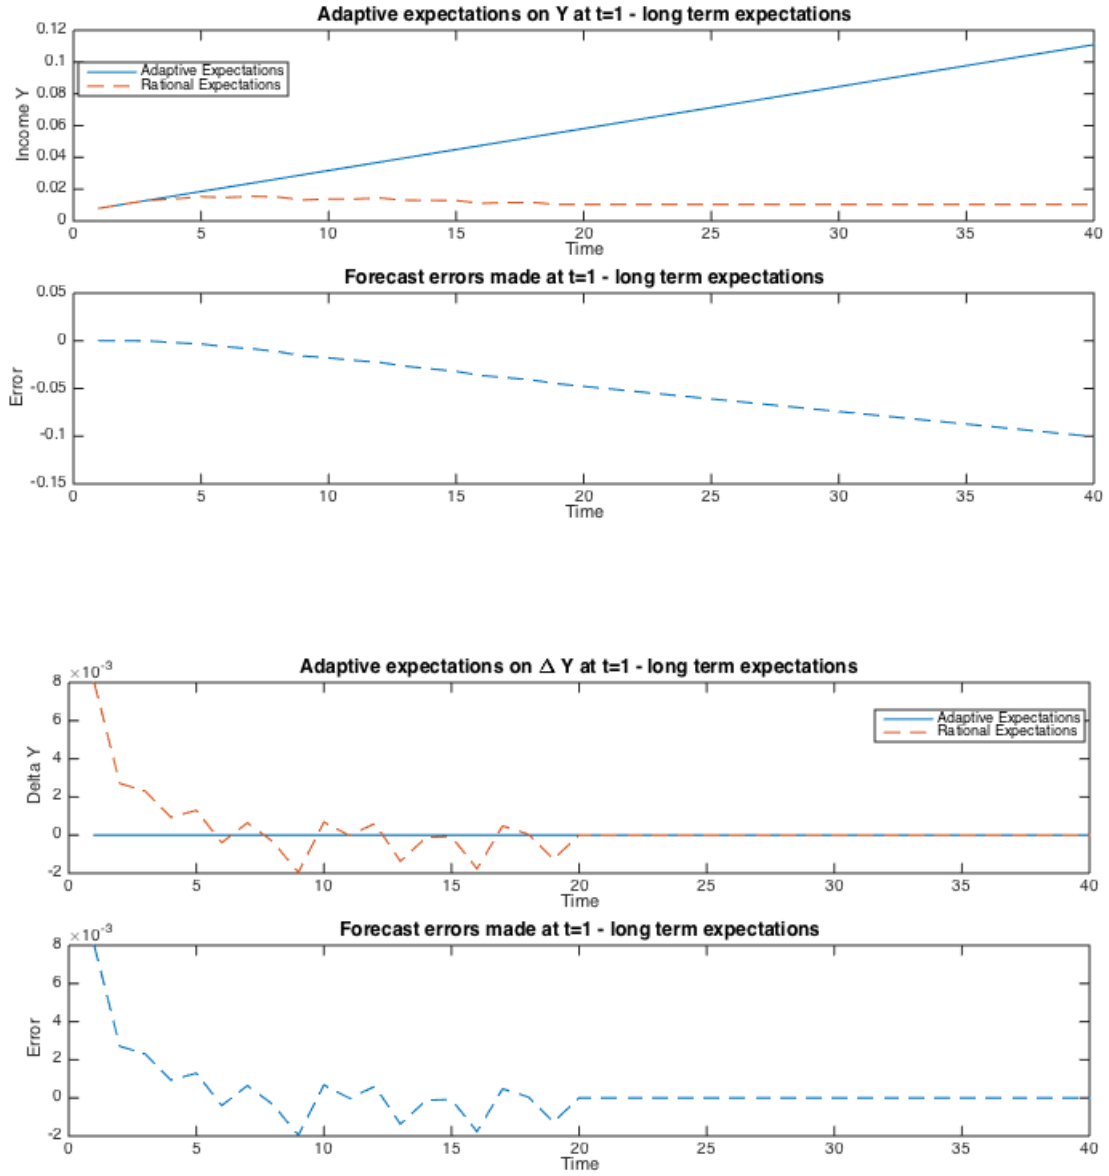 Adaptive expectations on Y at t=1 - long term expectations
0.12
0.1
0.08
0.06
0.04
0.02
0
Income Y
Adaptive Expectations
Rational Expectations
0 5 10 15 20 25 30 35 40
Time
Forecast errors made at t=1 - long term expectations
0.05
0
-0.05
-0.1
-0.15
Error
0 5 10 15 20 25 30 35 40
Time
×10⁻³
Adaptive expectations on Δ Y at t=1 - long term expectations
8
6
4
2
0
-2
Delta Y
Adaptive Expectations
Rational Expectations
0 5 10 15 20 25 30 35 40
Time
×10⁻³
Forecast errors made at t=1 - long term expectations
8
6
4
2
0
-2
Error
0 5 10 15 20 25 30 35 40
Time